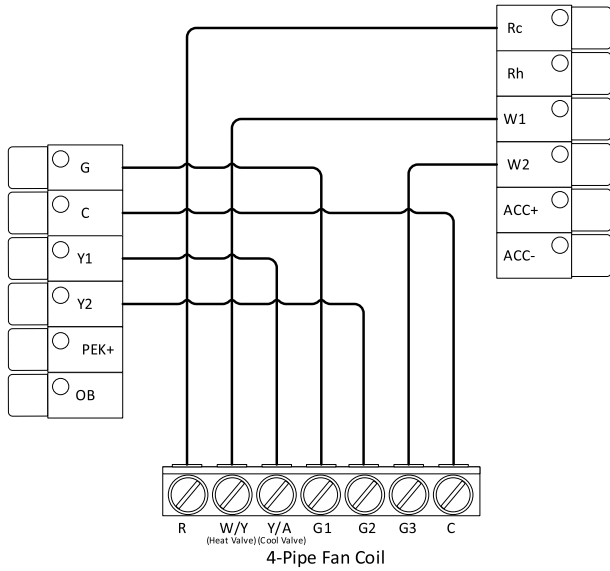 Rc
Rh
W1
W2
ACC+
ACC-
G
C
Y1
Y2
PEK+
OB
R W/Y Y/A G1 G2 G3 C
(Heat Valve) (Cool Valve)
4-Pipe Fan Coil